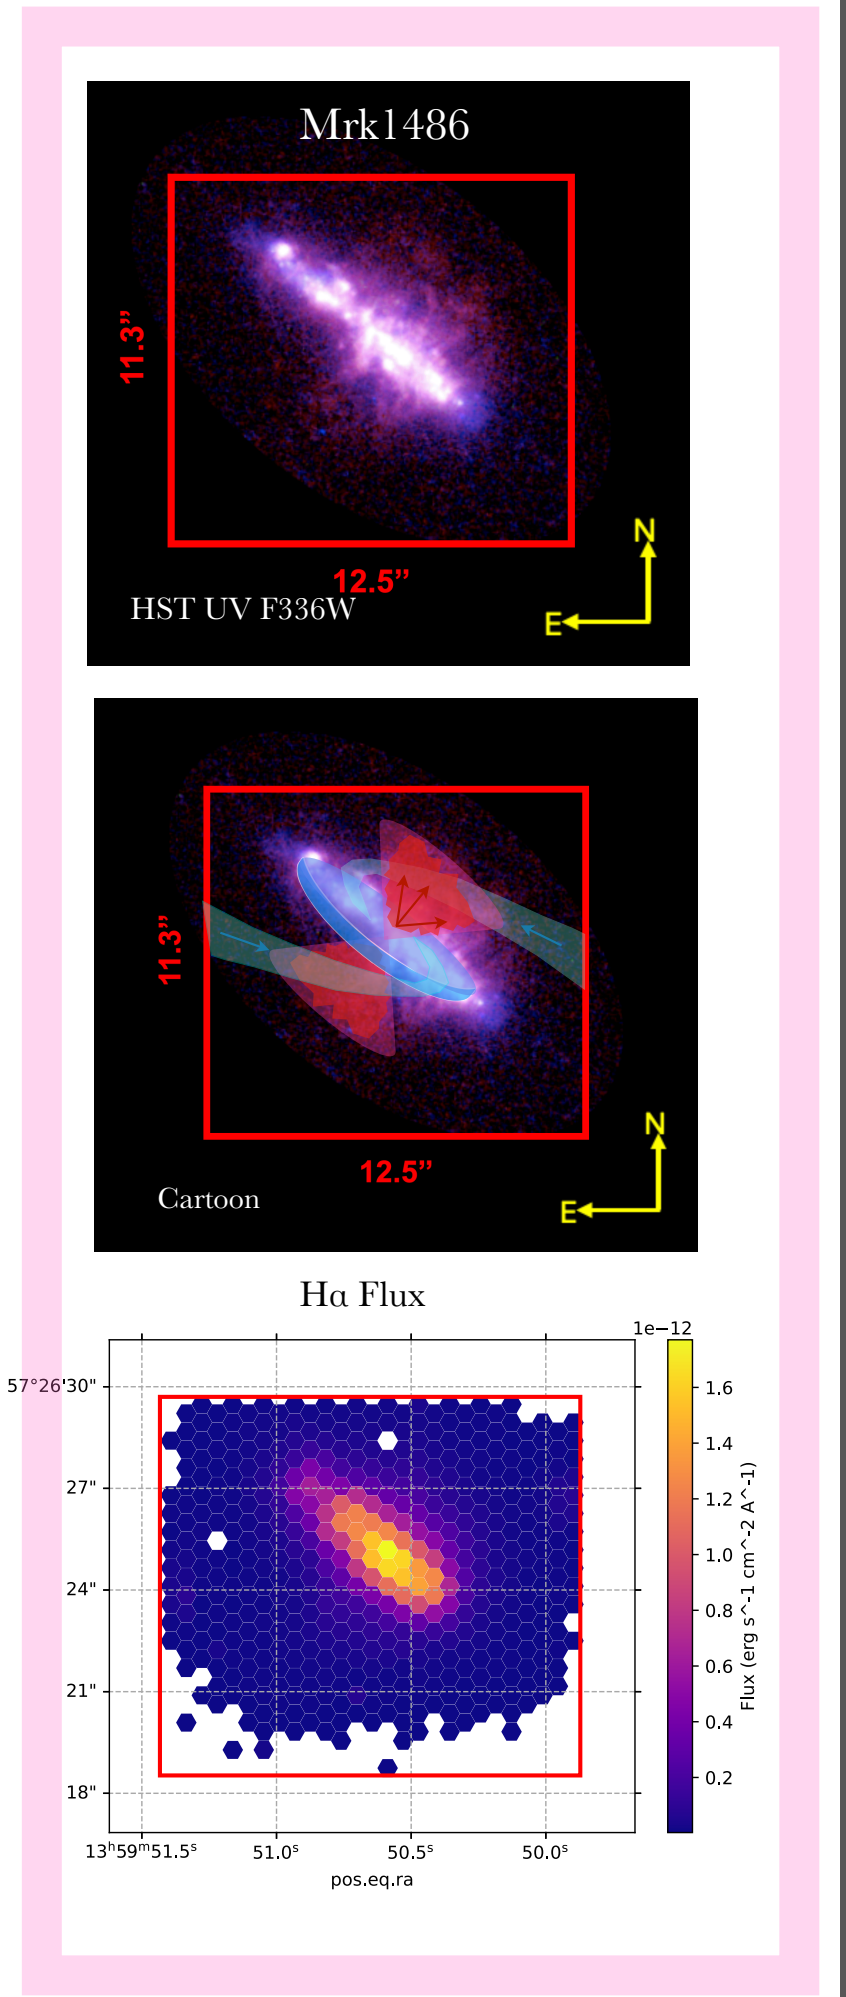 Mrk1486
11.3”
12.5”
HST UV F336W
N
E
11.3”
12.5”
Cartoon
N
E
Hα Flux
1e−12
57°26'30"
27"
24"
21"
18"
13ʰ59ᵐ51.5ˢ
51.0ˢ
50.5ˢ
50.0ˢ
pos.eq.ra
1.6
1.4
1.2
1.0
0.8
0.6
0.4
0.2
Flux (erg s^-1 cm^-2 A^-1)